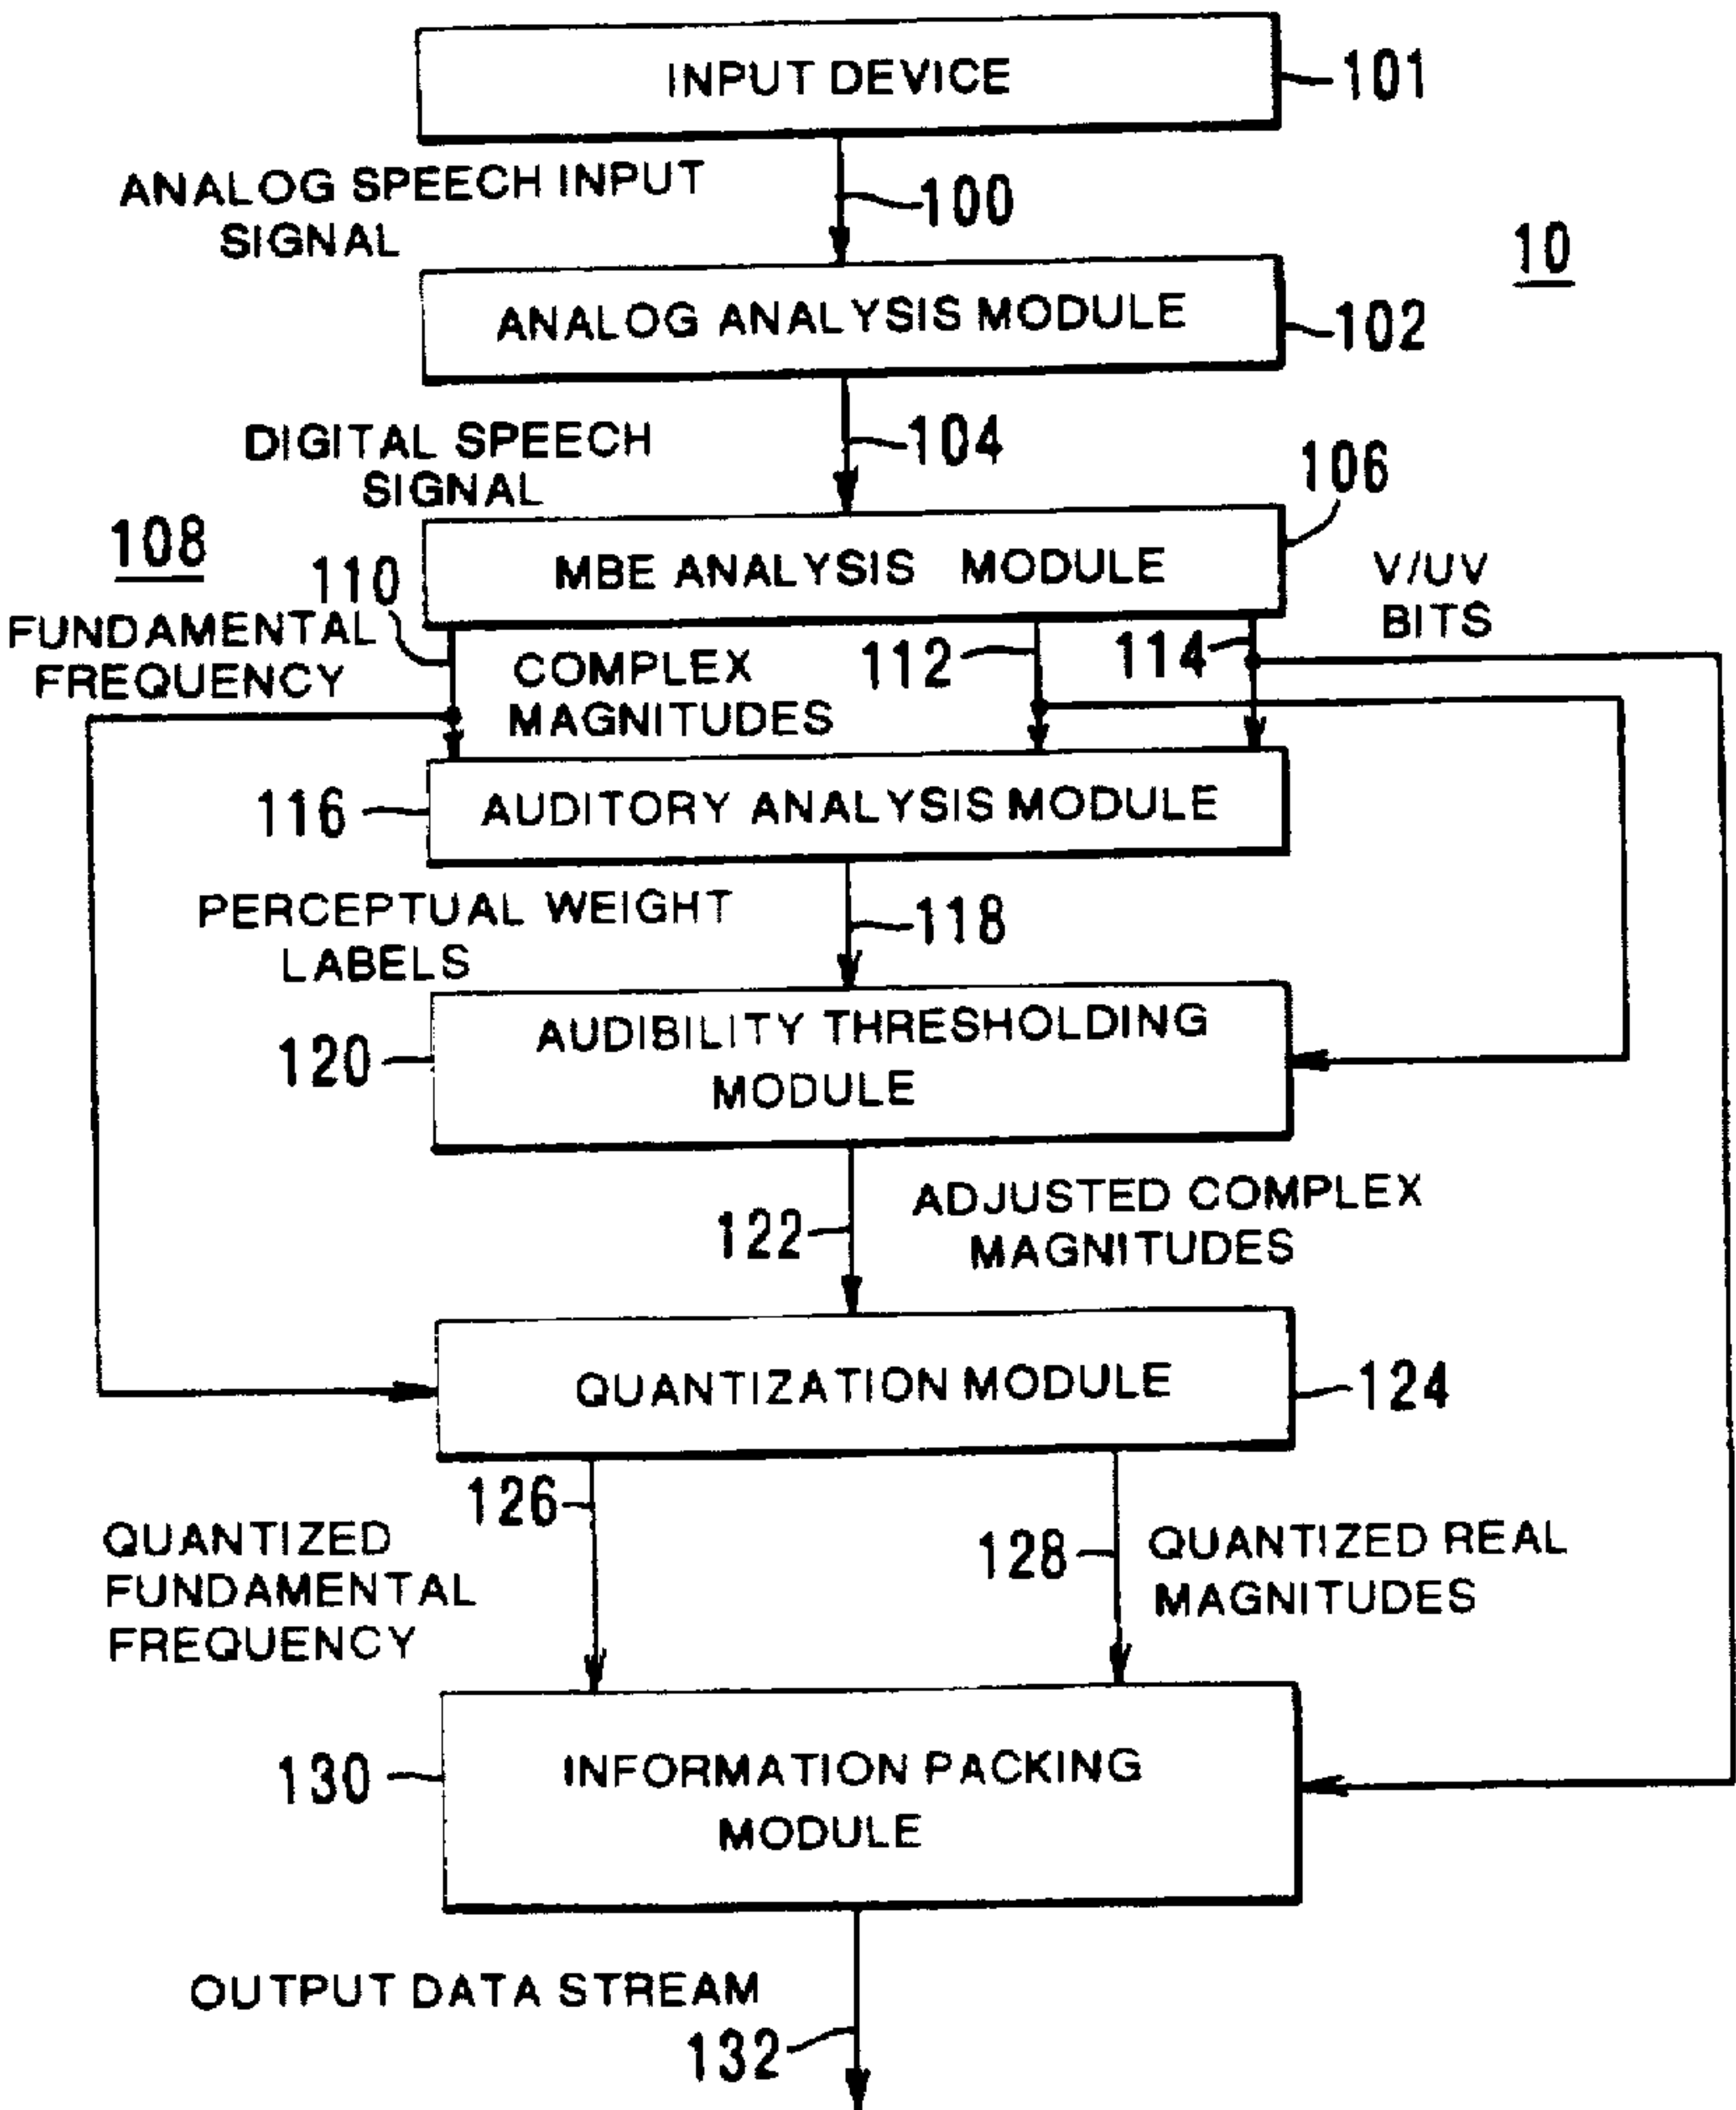 INPUT DEVICE
101
ANALOG SPEECH INPUT
SIGNAL
100
10
ANALOG ANALYSIS MODULE
102
DIGITAL SPEECH
SIGNAL
104
106
108
110
MBE ANALYSIS MODULE
V/UV
BITS
FUNDAMENTAL
FREQUENCY
COMPLEX
MAGNITUDES
112
114
116
AUDITORY ANALYSIS MODULE
PERCEPTUAL WEIGHT
LABELS
118
120
AUDIBILITY THRESHOLDING
MODULE
122
ADJUSTED COMPLEX
MAGNITUDES
QUANTIZATION MODULE
124
126
QUANTIZED
FUNDAMENTAL
FREQUENCY
128
QUANTIZED REAL
MAGNITUDES
130
INFORMATION PACKING
MODULE
OUTPUT DATA STREAM
132